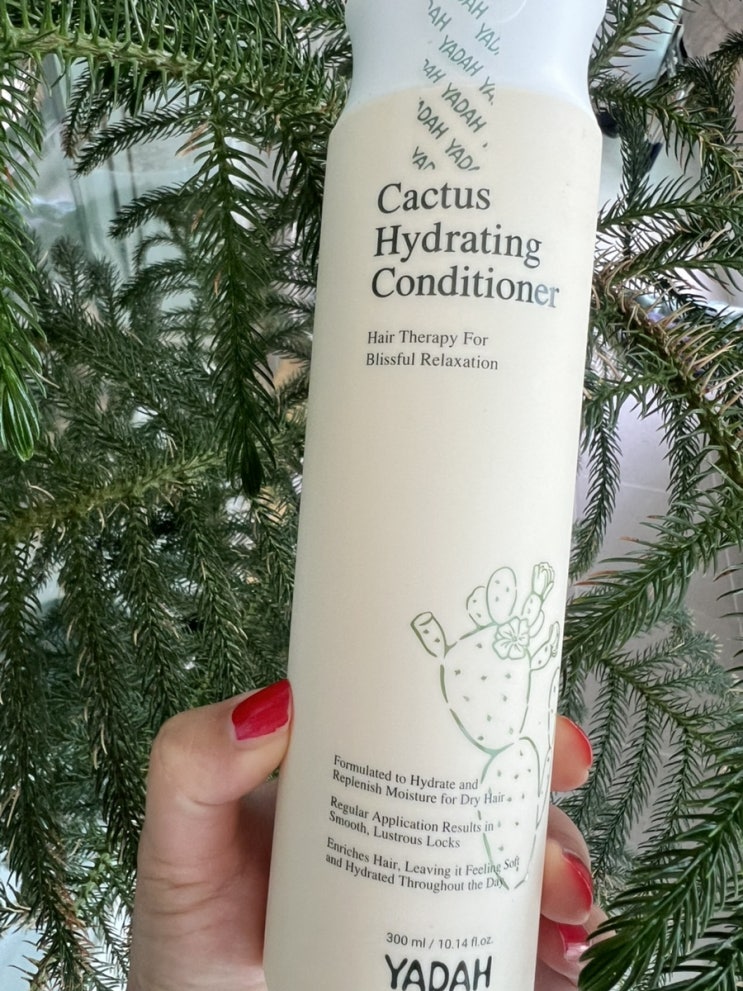 YADAH YADAH
YADAH YADAH
YADAH
YADAH
Cactus
Hydrating
Conditioner
Hair Therapy For
Blissful Relaxation
Formulated to Hydrate and
Replenish Moisture for Dry Hair
Regular Application Results in
Smooth, Lustrous Locks
Enriches Hair, Leaving it Feeling Soft
and Hydrated Throughout the Day
300 ml / 10.14 fl.oz.
YADAH